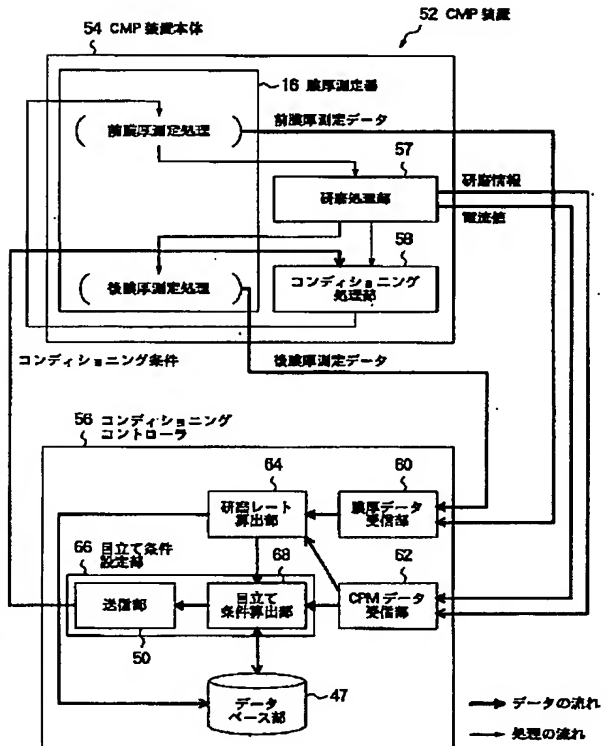 54 CMP 装置本体
52 CMP 装置
16 膜厚測定器
前膜厚測定処理
前膜厚測定データ
57
研磨処理部
研磨情報
電流値
58
コンディショニング
処理部
後膜厚測定処理
コンディショニング条件
後膜厚測定データ
56 コンディショニング
コントローラ
64
研磨レート
算出部
60
膜厚データ
受信部
66 目立て条件
設定部
68
目立て
条件算出部
62
CPM データ
受信部
送信部
50
データ
ベース部
47
データの流れ
処理の流れ